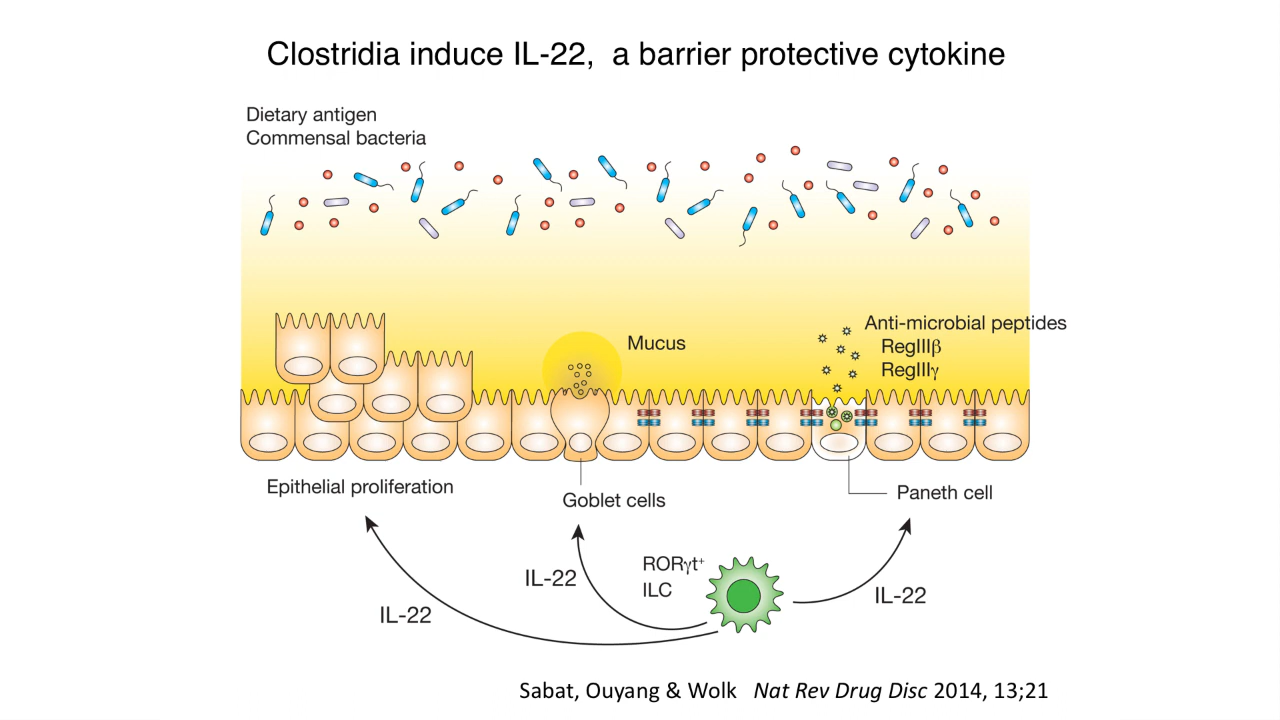 Clostridia induce IL-22, a barrier protective cytokine
Dietary antigen
Commensal bacteria
Mucus
Anti-microbial peptides
RegIIIβ
RegIIIγ
Epithelial proliferation
Goblet cells
Paneth cell
RORγt⁺
ILC
IL-22
IL-22
IL-22
Sabat, Ouyang & Wolk Nat Rev Drug Disc 2014, 13;21